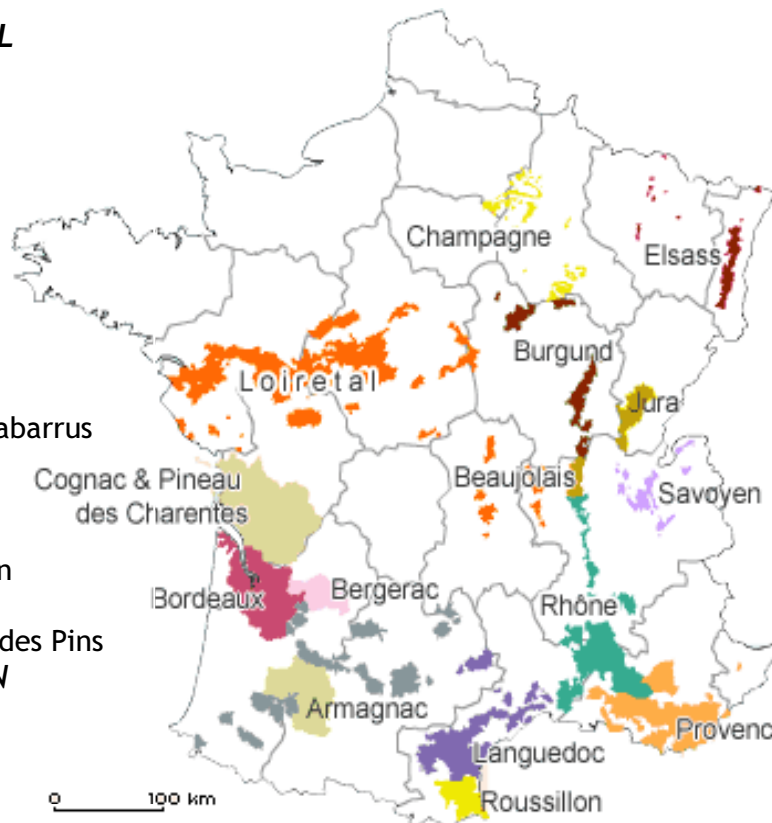 L
Champagne
Elsass
Burgund
Loiretal
Jura
abarrus
Cognac & Pineau
des Charentes
Beaujolais
Savoyen
n
Bordeaux
Bergerac
Rhône
des Pins
N
Armagnac
Provenc
Languedoc
Roussillon
0 100 km